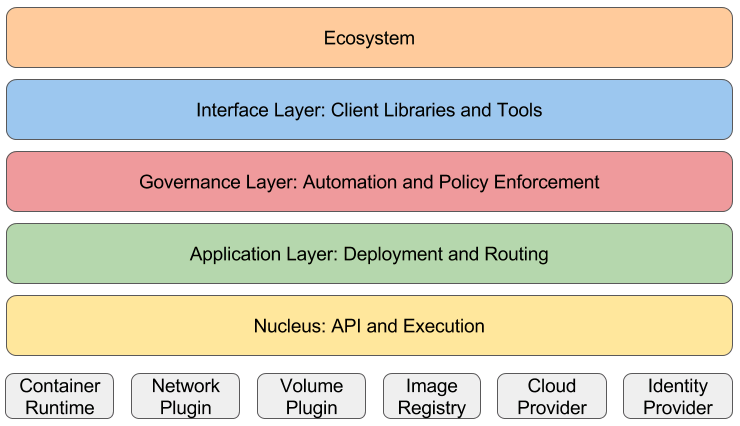 Ecosystem
Interface Layer: Client Libraries and Tools
Governance Layer: Automation and Policy Enforcement
Application Layer: Deployment and Routing
Nucleus: API and Execution
Container
Runtime
Network
Plugin
Volume
Plugin
Image
Registry
Cloud
Provider
Identity
Provider